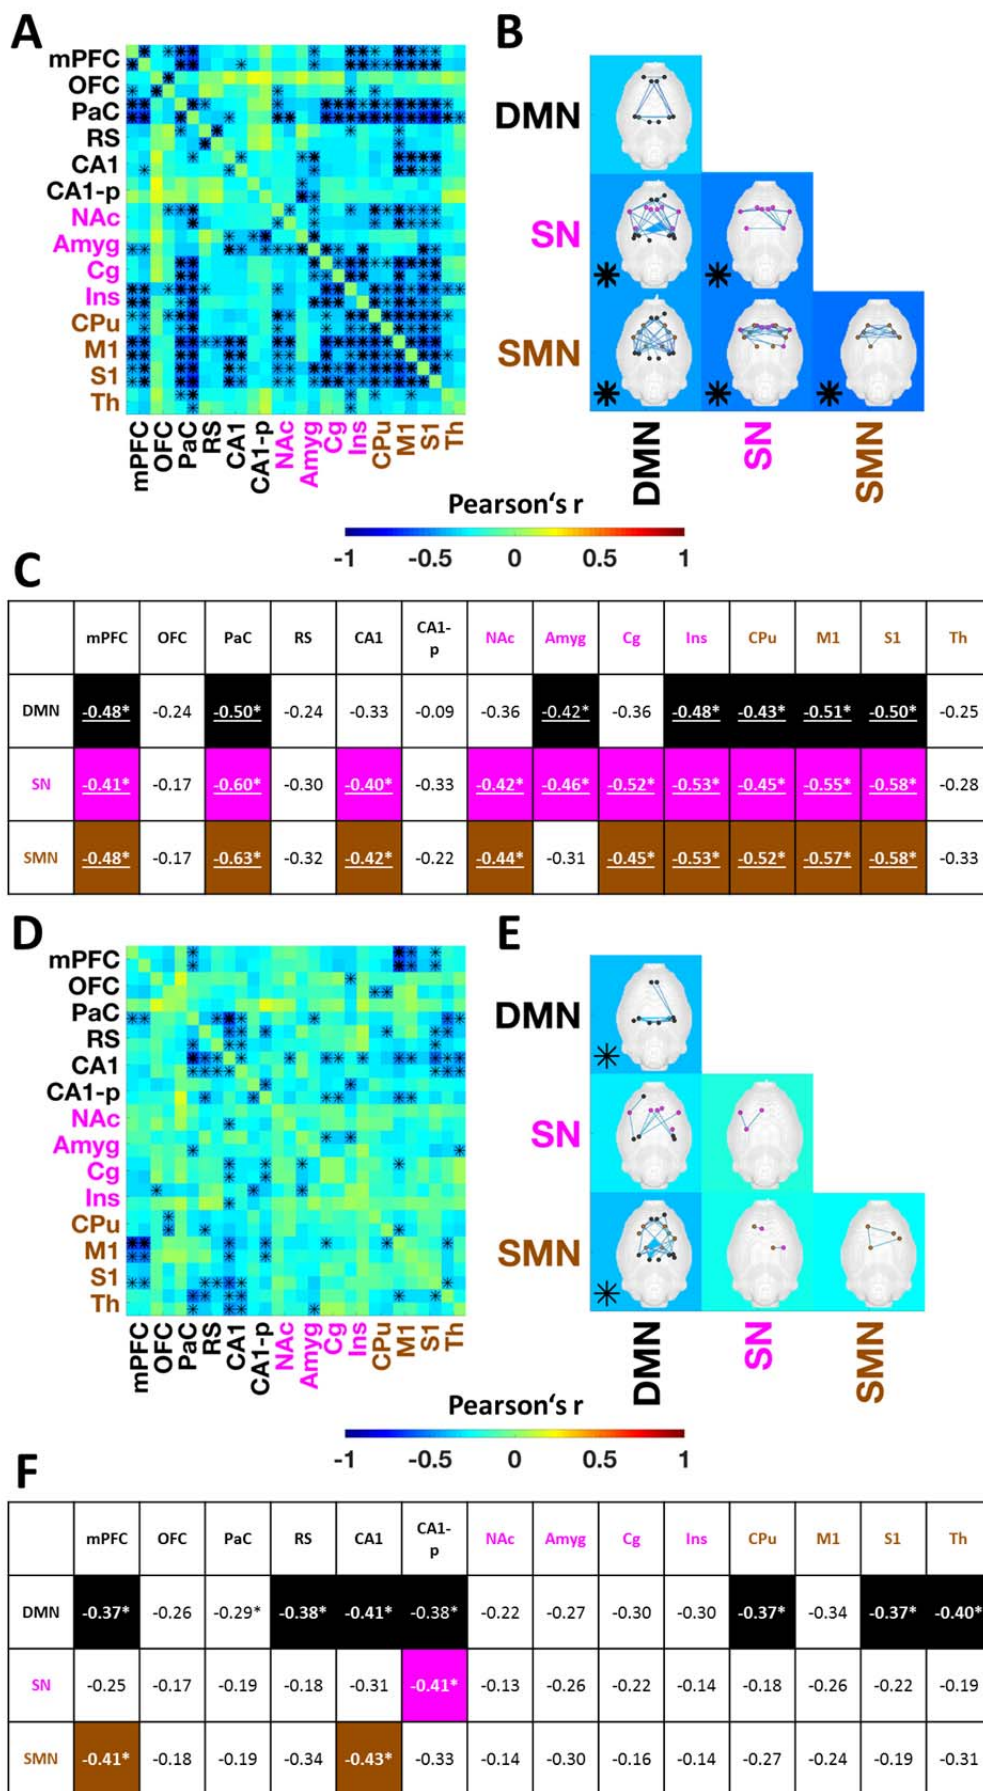 A
mPFC
OFC
PaC
RS
CA1
CA1-p
NAc
Amyg
Cg
Ins
CPu
M1
S1
Th
mPFC OFC PaC RS CA1 CA1-p NAc Amyg Cg Ins CPu M1 S1 Th
B
DMN
SN
SMN
DMN SN SMN
Pearson‘s r
-1 -0.5 0 0.5 1
C
mPFC OFC PaC RS CA1 CA1-p NAc Amyg Cg Ins CPu M1 S1 Th
DMN -0.48* -0.24 -0.50* -0.24 -0.33 -0.09 -0.36 -0.42* -0.36 -0.48* -0.43* -0.51* -0.50* -0.25
SN -0.41* -0.17 -0.60* -0.30 -0.40* -0.33 -0.42* -0.46* -0.52* -0.53* -0.45* -0.55* -0.58* -0.28
SMN -0.48* -0.17 -0.63* -0.32 -0.42* -0.22 -0.44* -0.31 -0.45* -0.53* -0.52* -0.57* -0.58* -0.33
D
mPFC
OFC
PaC
RS
CA1
CA1-p
NAc
Amyg
Cg
Ins
CPu
M1
S1
Th
mPFC OFC PaC RS CA1 CA1-p NAc Amyg Cg Ins CPu M1 S1 Th
E
DMN
SN
SMN
DMN SN SMN
Pearson‘s r
-1 -0.5 0 0.5 1
F
mPFC OFC PaC RS CA1 CA1-p NAc Amyg Cg Ins CPu M1 S1 Th
DMN -0.37* -0.26 -0.29* -0.38* -0.41* -0.38* -0.22 -0.27 -0.30 -0.30 -0.37* -0.34 -0.37* -0.40*
SN -0.25 -0.17 -0.19 -0.18 -0.31 -0.41* -0.13 -0.26 -0.22 -0.14 -0.18 -0.26 -0.22 -0.19
SMN -0.41* -0.18 -0.19 -0.34 -0.43* -0.33 -0.14 -0.30 -0.16 -0.14 -0.27 -0.24 -0.19 -0.31